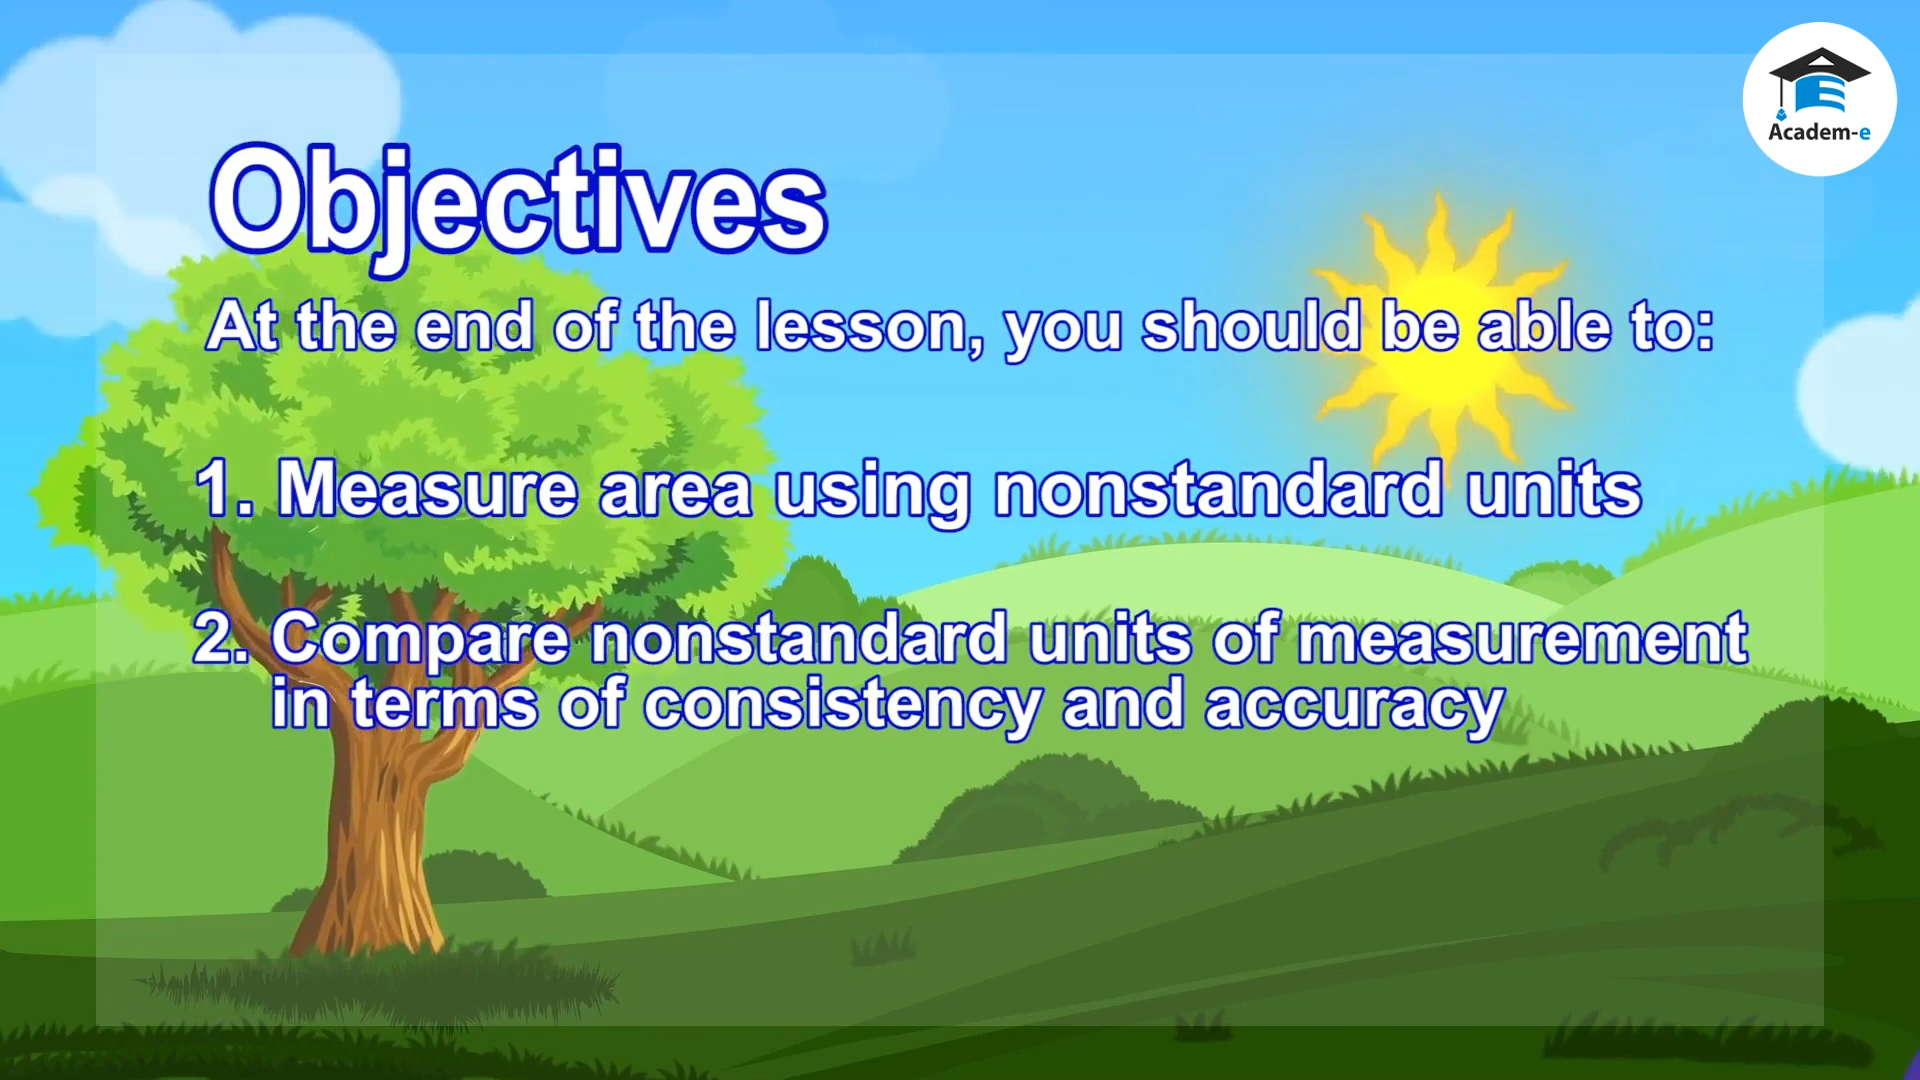 Academ-e
Objectives
At the end of the lesson, you should be able to:
1. Measure area using nonstandard units
2. Compare nonstandard units of measurement
in terms of consistency and accuracy